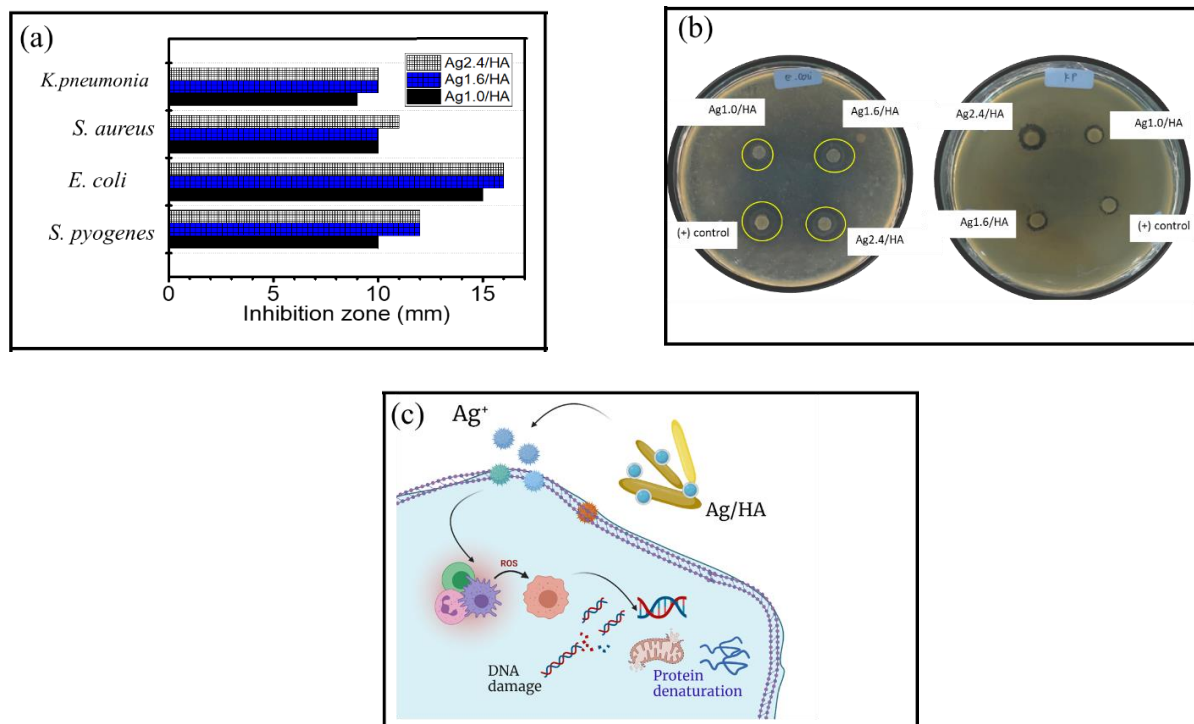 (a)
Ag2.4/HA
Ag1.6/HA
Ag1.0/HA
K.pneumonia
S. aureus
E. coli
S. pyogenes
0 5 10 15
Inhibition zone (mm)
(b)
Ag1.0/HA
Ag1.6/HA
(+) control
Ag2.4/HA
Ag2.4/HA
Ag1.0/HA
Ag1.6/HA
(+) control
(c)
Ag⁺
Ag/HA
ROS
DNA
damage
Protein
denaturation